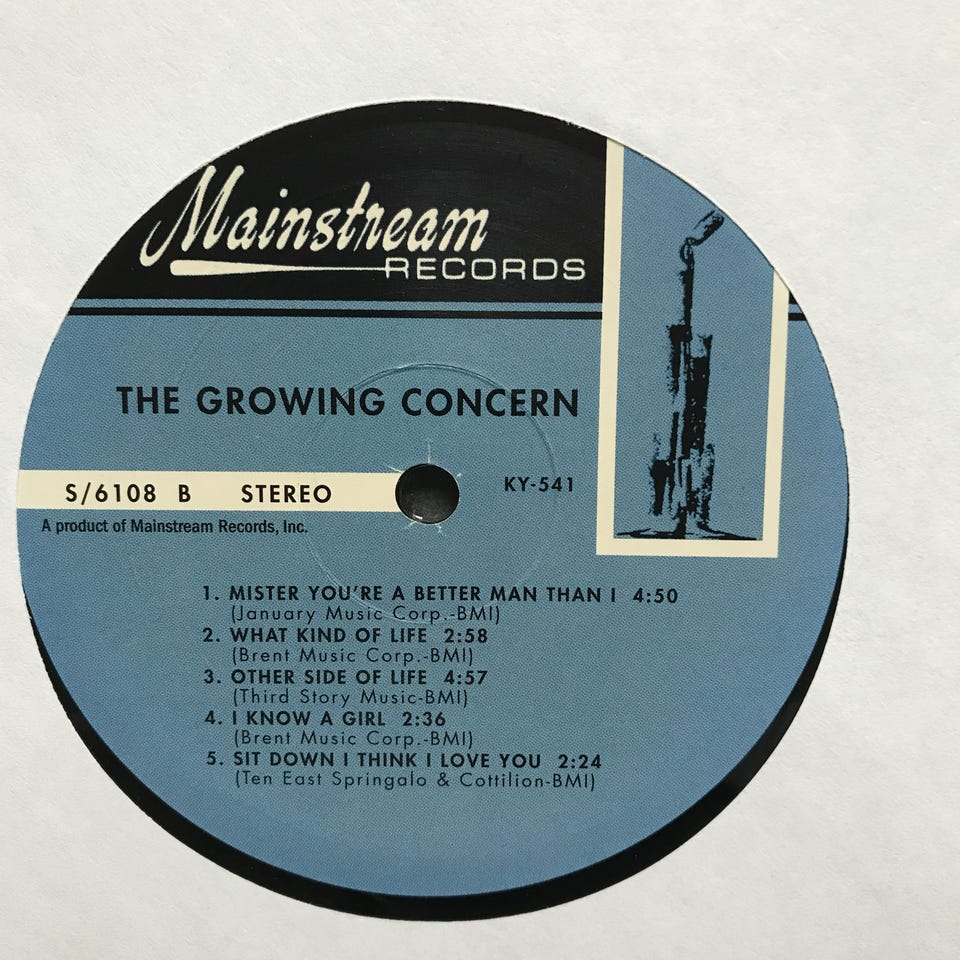 Mainstream
RECORDS
THE GROWING CONCERN
S/6108 B STEREO
KY-541
A product of Mainstream Records, Inc.
1. MISTER YOU'RE A BETTER MAN THAN I 4:50
(January Music Corp.-BMI)
2. WHAT KIND OF LIFE 2:58
(Brent Music Corp.-BMI)
3. OTHER SIDE OF LIFE 4:57
(Third Story Music-BMI)
4. I KNOW A GIRL 2:36
(Brent Music Corp.-BMI)
5. SIT DOWN I THINK I LOVE YOU 2:24
(Ten East Springalo & Cottilion-BMI)